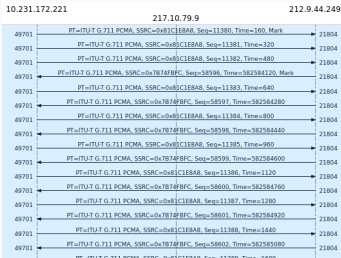 10.231.172.221 212.9.44.249
217.10.79.9
49701 PT=ITU-T G.711 PCMA, SSRC=0x81C1E8A8, Seq=11380, Time=160, Mark 21804
49701 PT=ITU-T G.711 PCMA, SSRC=0x81C1E8A8, Seq=11381, Time=320 21804
49701 PT=ITU-T G.711 PCMA, SSRC=0x81C1E8A8, Seq=11382, Time=480 21804
49701 PT=ITU-T G.711 PCMA, SSRC=0x7B74FBFC, Seq=58596, Time=582584120, Mark 21804
49701 PT=ITU-T G.711 PCMA, SSRC=0x81C1E8A8, Seq=11383, Time=640 21804
49701 PT=ITU-T G.711 PCMA, SSRC=0x7B74FBFC, Seq=58597, Time=582584280 21804
49701 PT=ITU-T G.711 PCMA, SSRC=0x81C1E8A8, Seq=11384, Time=800 21804
49701 PT=ITU-T G.711 PCMA, SSRC=0x7B74FBFC, Seq=58598, Time=582584440 21804
49701 PT=ITU-T G.711 PCMA, SSRC=0x81C1E8A8, Seq=11385, Time=960 21804
49701 PT=ITU-T G.711 PCMA, SSRC=0x7B74FBFC, Seq=58599, Time=582584600 21804
49701 PT=ITU-T G.711 PCMA, SSRC=0x81C1E8A8, Seq=11386, Time=1120 21804
49701 PT=ITU-T G.711 PCMA, SSRC=0x7B74FBFC, Seq=58600, Time=582584760 21804
49701 PT=ITU-T G.711 PCMA, SSRC=0x81C1E8A8, Seq=11387, Time=1280 21804
49701 PT=ITU-T G.711 PCMA, SSRC=0x7B74FBFC, Seq=58601, Time=582584920 21804
49701 PT=ITU-T G.711 PCMA, SSRC=0x81C1E8A8, Seq=11388, Time=1440 21804
49701 PT=ITU-T G.711 PCMA, SSRC=0x7B74FBFC, Seq=58602, Time=582585080 21804